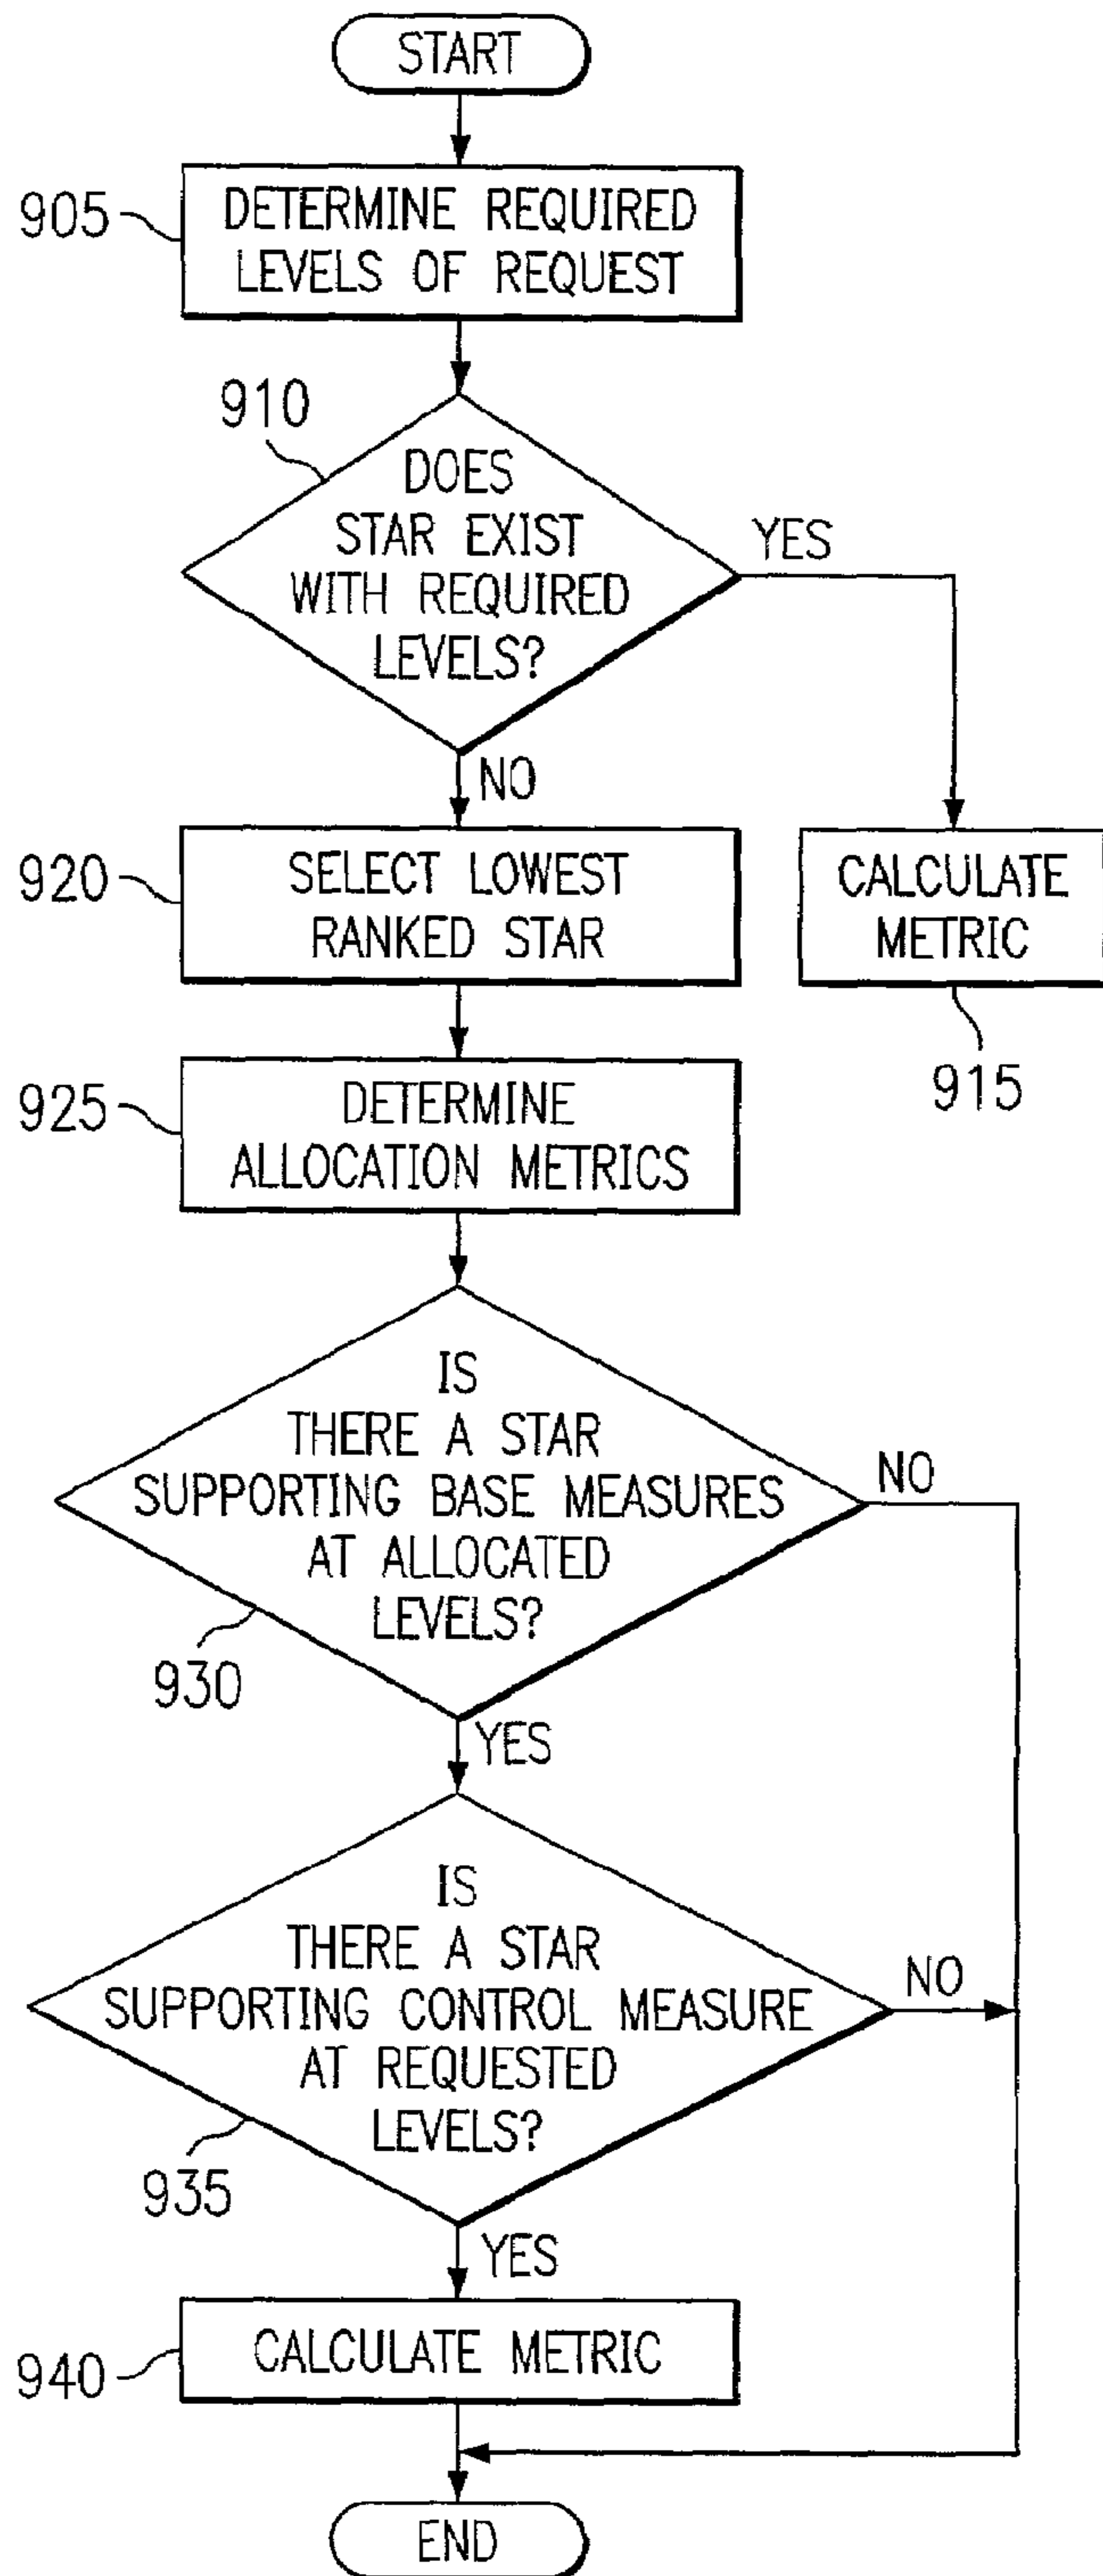 START
905
DETERMINE REQUIRED
LEVELS OF REQUEST
910
DOES
STAR EXIST
WITH REQUIRED
LEVELS?
YES
NO
920
SELECT LOWEST
RANKED STAR
CALCULATE
METRIC
915
925
DETERMINE
ALLOCATION METRICS
IS
THERE A STAR
SUPPORTING BASE MEASURES
AT ALLOCATED
LEVELS?
NO
930
YES
IS
THERE A STAR
SUPPORTING CONTROL MEASURE
AT REQUESTED
LEVELS?
NO
935
YES
940
CALCULATE METRIC
END